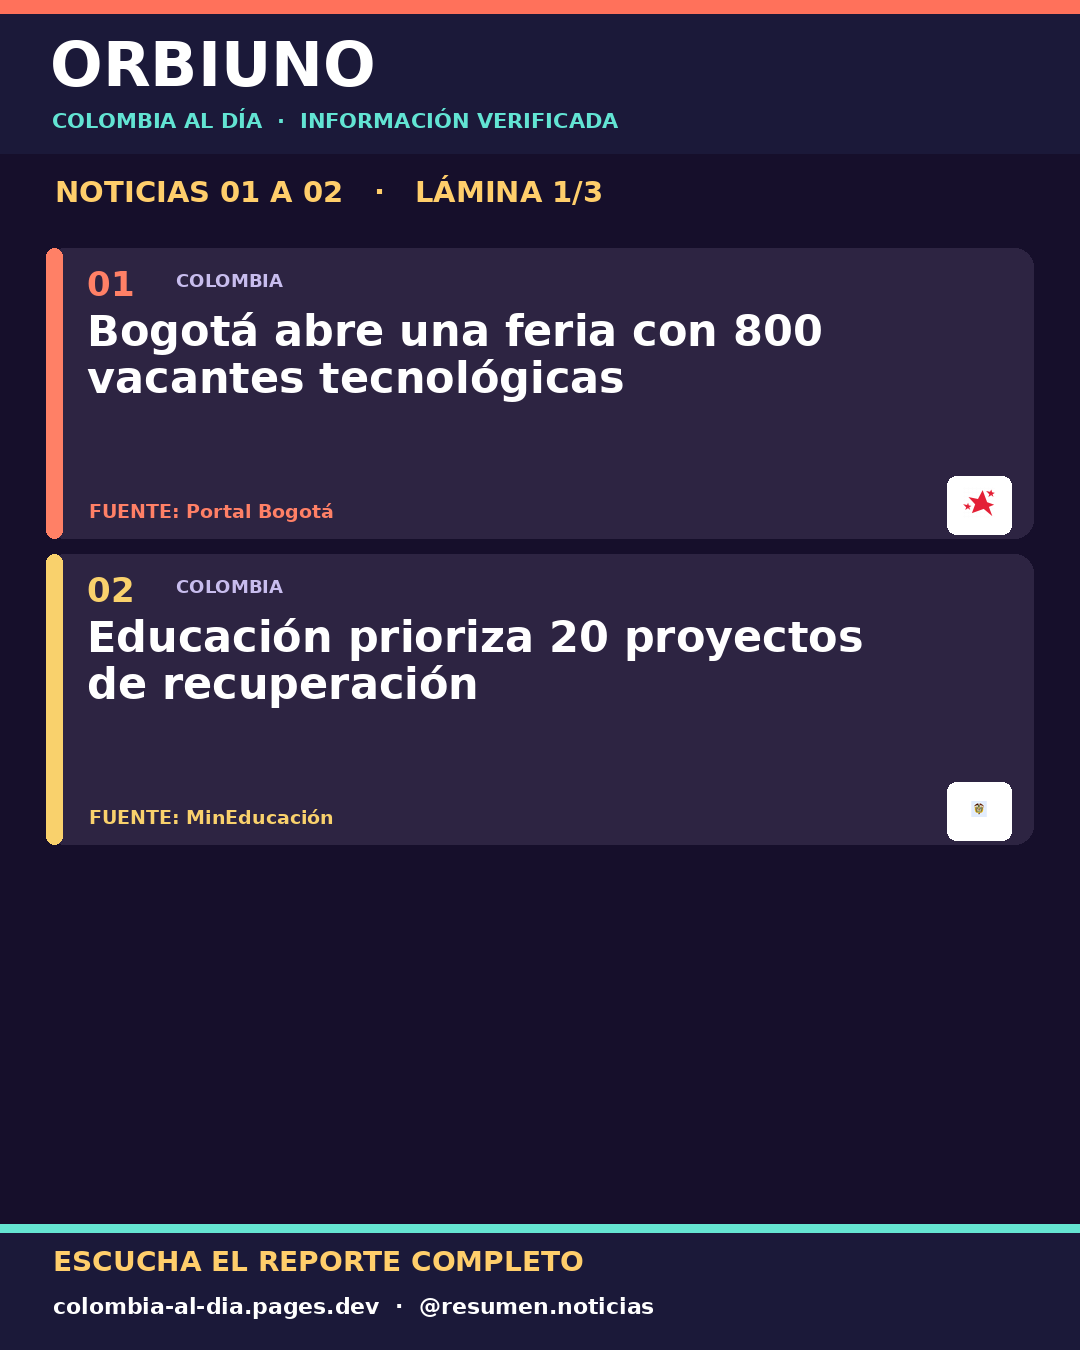 ORBIUNO
COLOMBIA AL DÍA · INFORMACIÓN VERIFICADA
NOTICIAS 01 A 02 · LÁMINA 1/3
01 COLOMBIA
Bogotá abre una feria con 800
vacantes tecnológicas
FUENTE: Portal Bogotá
02 COLOMBIA
Educación prioriza 20 proyectos
de recuperación
FUENTE: MinEducación
ESCUCHA EL REPORTE COMPLETO
colombia-al-dia.pages.dev · @resumen.noticias